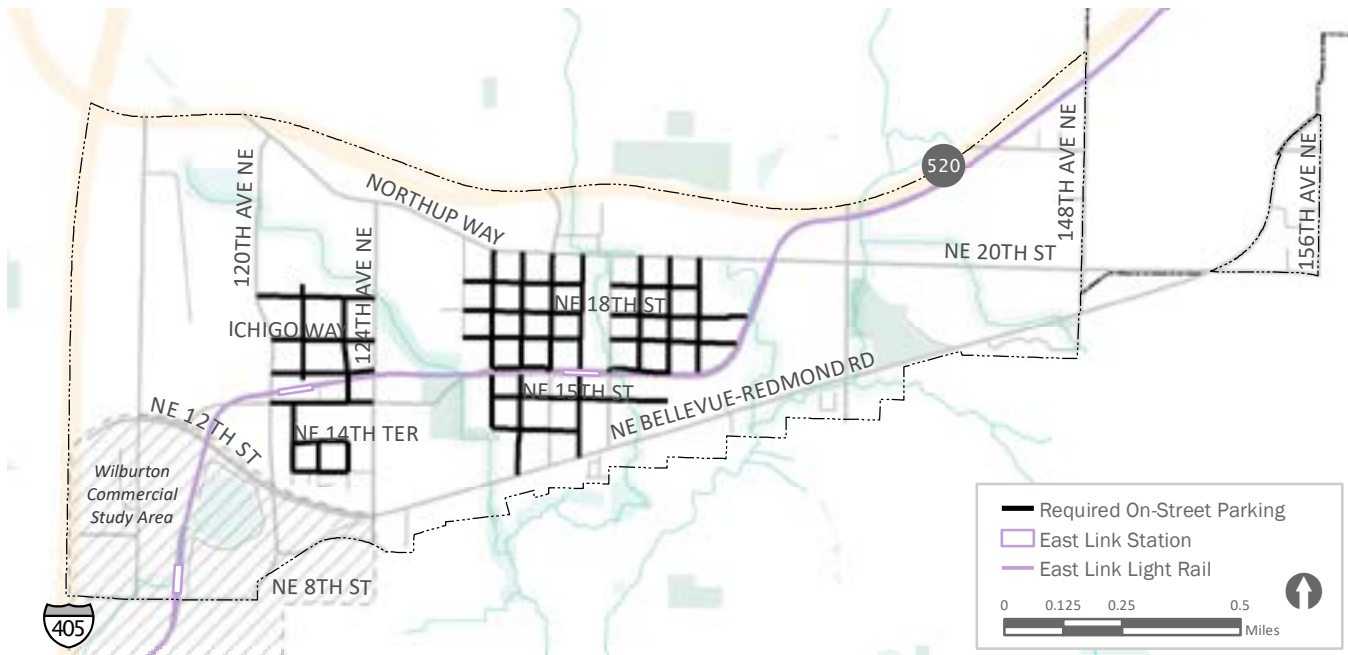 520
120TH AVE NE
NORTHUP WAY
124TH AVE NE
148TH AVE NE
156TH AVE NE
NE 20TH ST
NE 18TH ST
ICHIGO WAY
NE 15TH ST
NE BELLEVUE-REDMOND RD
NE 12TH ST
NE 14TH TER
Wilburton
Commercial
Study Area
NE 8TH ST
405
Required On-Street Parking
East Link Station
East Link Light Rail
0 0.125 0.25 0.5
Miles